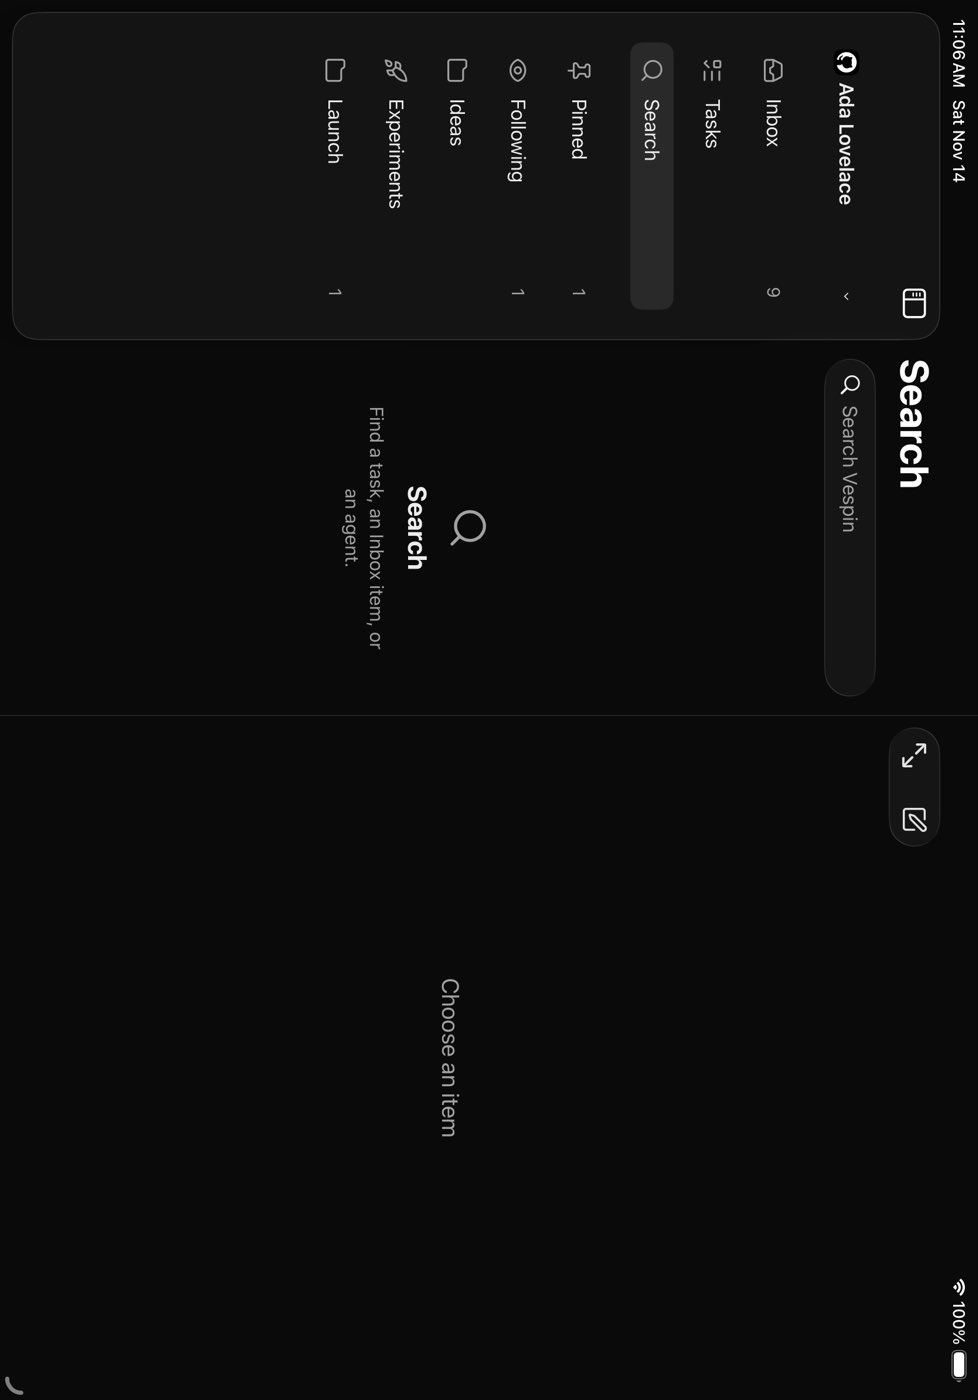 11:06 AM Sat Nov 14
100%
Ada Lovelace
Inbox 9
Tasks
Search
Pinned 1
Following 1
Ideas
Experiments
Launch 1
Search
Search Vespin
Search
Find a task, an Inbox item, or
an agent.
Choose an item